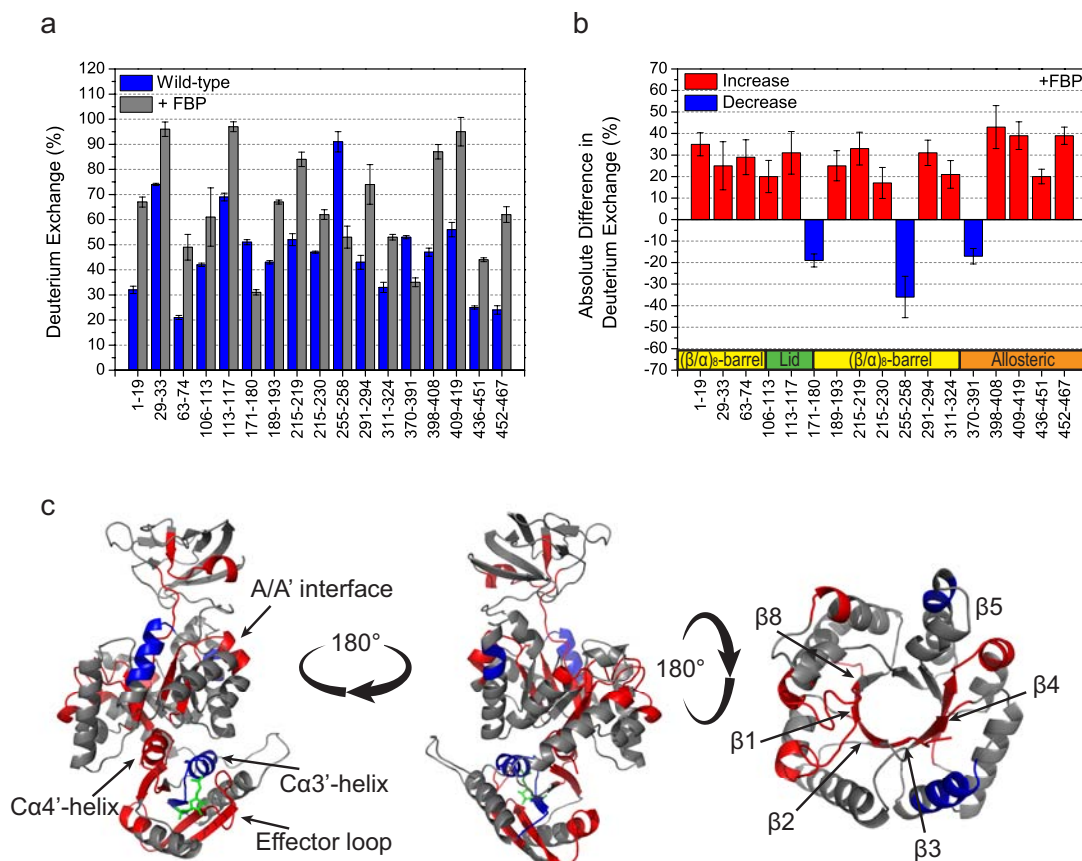 a
Deuterium Exchange (%)
120
110
100
90
80
70
60
50
40
30
20
10
0
Wild-type
+ FBP
1-19
29-33
63-74
106-113
113-117
171-180
189-193
215-219
215-230
255-258
291-294
311-324
370-391
398-408
409-419
436-451
452-467
b
Absolute Difference in
Deuterium Exchange (%)
70
60
50
40
30
20
10
0
-10
-20
-30
-40
-50
-60
-70
Increase
Decrease
+FBP
(β/α)₈-barrel
Lid
(β/α)₈-barrel
Allosteric
1-19
29-33
63-74
106-113
113-117
171-180
189-193
215-219
215-230
255-258
291-294
311-324
370-391
398-408
409-419
436-451
452-467
c
A/A' interface
180°
Cα4'-helix
Cα3'-helix
Effector loop
180°
β8
β5
β1
β4
β2
β3